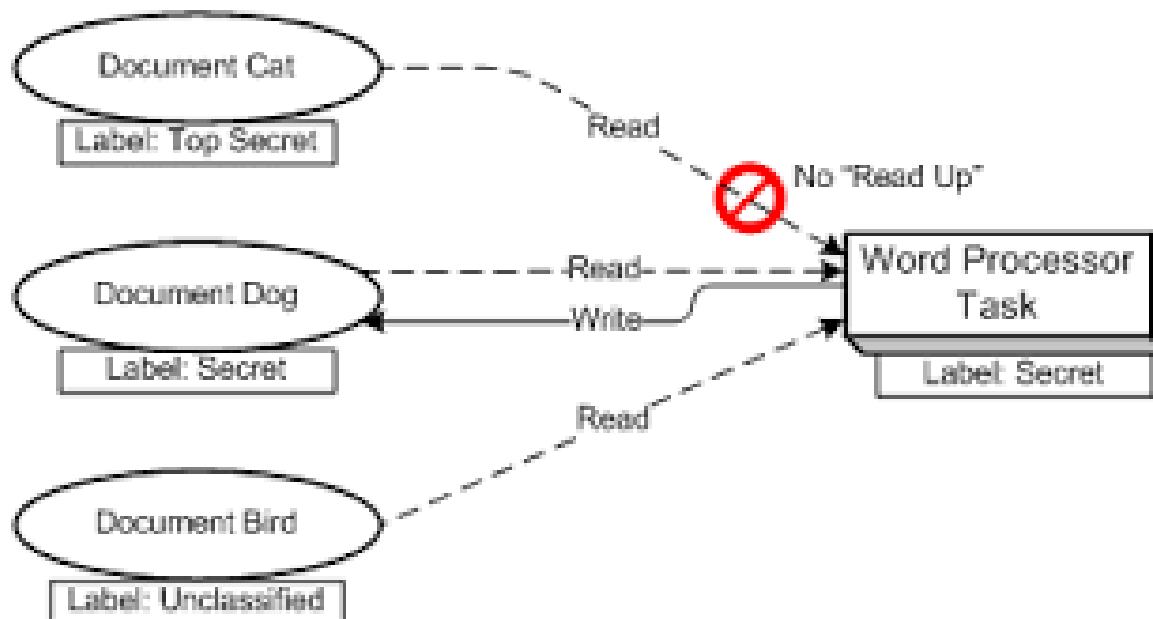 Document Cat
Label: Top Secret
Read
No "Read Up"
Document Dog
Label: Secret
Read
Write
Word Processor
Task
Label: Secret
Read
Document Bird
Label: Unclassified